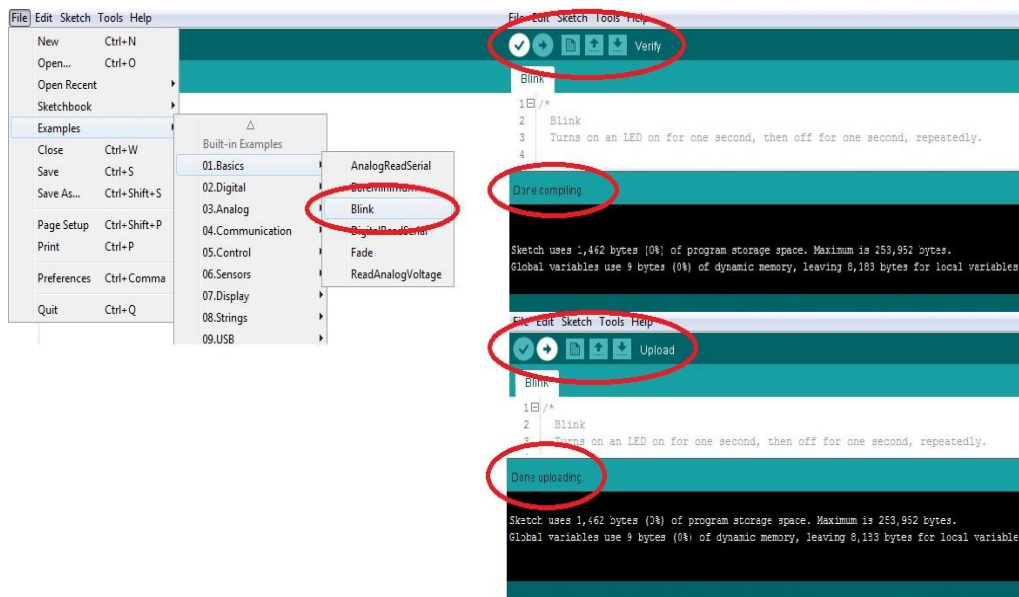 File Edit Sketch Tools Help
New Ctrl+N
Open... Ctrl+O
Open Recent
Sketchbook
Examples
Close Ctrl+W
Save Ctrl+S
Save As... Ctrl+Shift+S
Page Setup Ctrl+Shift+P
Print Ctrl+P
Preferences Ctrl+Comma
Quit Ctrl+Q
Built-in Examples
01.Basics
02.Digital
03.Analog
04.Communication
05.Control
06.Sensors
07.Display
08.Strings
09.USB
AnalogReadSerial
BareMinimum
Blink
DigitalReadSerial
Fade
ReadAnalogVoltage
File Edit Sketch Tools Help
Verify
Blink
1 /*
2 Blink
3 Turns on an LED on for one second, then off for one second, repeatedly.
4
Done compiling.
Sketch uses 1,462 bytes (0%) of program storage space. Maximum is 253,952 bytes.
Global variables use 9 bytes (0%) of dynamic memory, leaving 8,183 bytes for local variables
File Edit Sketch Tools Help
Upload
Blink
1 /*
2 Blink
3 Turns on an LED on for one second, then off for one second, repeatedly.
Done uploading.
Sketch uses 1,462 bytes (0%) of program storage space. Maximum is 253,952 bytes.
Global variables use 9 bytes (0%) of dynamic memory, leaving 8,183 bytes for local variable